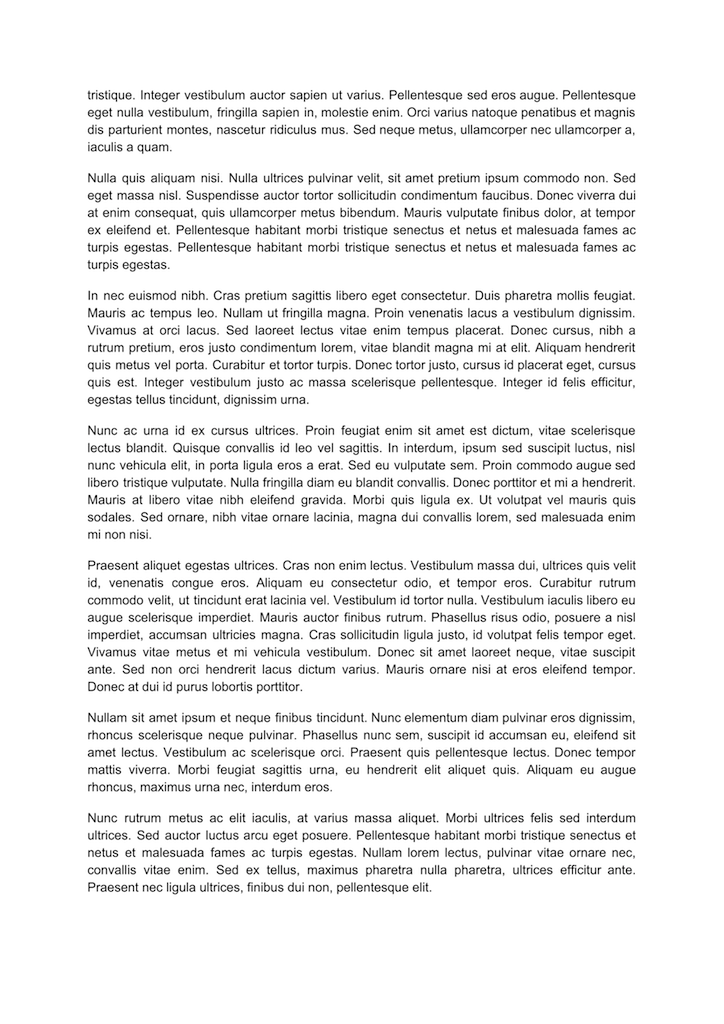 tristique. Integer vestibulum auctor sapien ut varius. Pellentesque sed eros augue. Pellentesque
eget nulla vestibulum, fringilla sapien in, molestie enim. Orci varius natoque penatibus et magnis
dis parturient montes, nascetur ridiculus mus. Sed neque metus, ullamcorper nec ullamcorper a,
iaculis a quam.
Nulla quis aliquam nisi. Nulla ultrices pulvinar velit, sit amet pretium ipsum commodo non. Sed
eget massa nisl. Suspendisse auctor tortor sollicitudin condimentum faucibus. Donec viverra dui
at enim consequat, quis ullamcorper metus bibendum. Mauris vulputate finibus dolor, at tempor
ex eleifend et. Pellentesque habitant morbi tristique senectus et netus et malesuada fames ac
turpis egestas. Pellentesque habitant morbi tristique senectus et netus et malesuada fames ac
turpis egestas.
In nec euismod nibh. Cras pretium sagittis libero eget consectetur. Duis pharetra mollis feugiat.
Mauris ac tempus leo. Nullam ut fringilla magna. Proin venenatis lacus a vestibulum dignissim.
Vivamus at orci lacus. Sed laoreet lectus vitae enim tempus placerat. Donec cursus, nibh a
rutrum pretium, eros justo condimentum lorem, vitae blandit magna mi at elit. Aliquam hendrerit
quis metus vel porta. Curabitur et tortor turpis. Donec tortor justo, cursus id placerat eget, cursus
quis est. Integer vestibulum justo ac massa scelerisque pellentesque. Integer id felis efficitur,
egestas tellus tincidunt, dignissim urna.
Nunc ac urna id ex cursus ultrices. Proin feugiat enim sit amet est dictum, vitae scelerisque
lectus blandit. Quisque convallis id leo vel sagittis. In interdum, ipsum sed suscipit luctus, nisl
nunc vehicula elit, in porta ligula eros a erat. Sed eu vulputate sem. Proin commodo augue sed
libero tristique vulputate. Nulla fringilla diam eu blandit convallis. Donec porttitor et mi a hendrerit.
Mauris at libero vitae nibh eleifend gravida. Morbi quis ligula ex. Ut volutpat vel mauris quis
sodales. Sed ornare, nibh vitae ornare lacinia, magna dui convallis lorem, sed malesuada enim
mi non nisi.
Praesent aliquet egestas ultrices. Cras non enim lectus. Vestibulum massa dui, ultrices quis velit
id, venenatis congue eros. Aliquam eu consectetur odio, et tempor eros. Curabitur rutrum
commodo velit, ut tincidunt erat lacinia vel. Vestibulum id tortor nulla. Vestibulum iaculis libero eu
augue scelerisque imperdiet. Mauris auctor finibus rutrum. Phasellus risus odio, posuere a nisl
imperdiet, accumsan ultricies magna. Cras sollicitudin ligula justo, id volutpat felis tempor eget.
Vivamus vitae metus et mi vehicula vestibulum. Donec sit amet laoreet neque, vitae suscipit
ante. Sed non orci hendrerit lacus dictum varius. Mauris ornare nisi at eros eleifend tempor.
Donec at dui id purus lobortis porttitor.
Nullam sit amet ipsum et neque finibus tincidunt. Nunc elementum diam pulvinar eros dignissim,
rhoncus scelerisque neque pulvinar. Phasellus nunc sem, suscipit id accumsan eu, eleifend sit
amet lectus. Vestibulum ac scelerisque orci. Praesent quis pellentesque lectus. Donec tempor
mattis viverra. Morbi feugiat sagittis urna, eu hendrerit elit aliquet quis. Aliquam eu augue
rhoncus, maximus urna nec, interdum eros.
Nunc rutrum metus ac elit iaculis, at varius massa aliquet. Morbi ultrices felis sed interdum
ultrices. Sed auctor luctus arcu eget posuere. Pellentesque habitant morbi tristique senectus et
netus et malesuada fames ac turpis egestas. Nullam lorem lectus, pulvinar vitae ornare nec,
convallis vitae enim. Sed ex tellus, maximus pharetra nulla pharetra, ultrices efficitur ante.
Praesent nec ligula ultrices, finibus dui non, pellentesque elit.